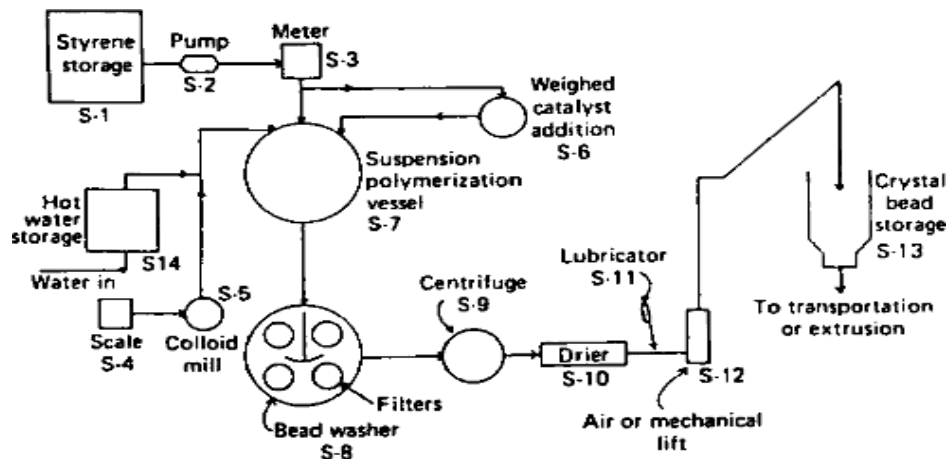 Styrene
storage
S-1
Pump
S-2
Meter
S-3
Weighed
catalyst
addition
S-6
Suspension
polymerization
vessel
S-7
Hot
water
storage
S14
Water in
Scale
S-4
S-5
Colloid
mill
Filters
Bead washer
S-8
Centrifuge
S-9
Drier
S-10
Lubricator
S-11
S-12
Air or mechanical
lift
Crystal
bead
storage
S-13
To transportation
or extrusion